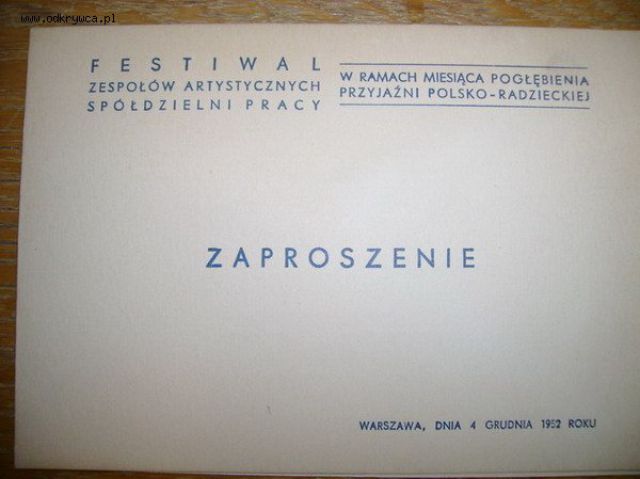 www.odkrywca.pl
FESTIWAL
ZESPOŁÓW ARTYSTYCZNYCH
SPÓŁDZIELNI PRACY
W RAMACH MIESIĄCA POGŁĘBIENIA
PRZYJAŹNI POLSKO-RADZIECKIEJ
ZAPROSZENIE
WARSZAWA, DNIA 4 GRUDNIA 1952 ROKU